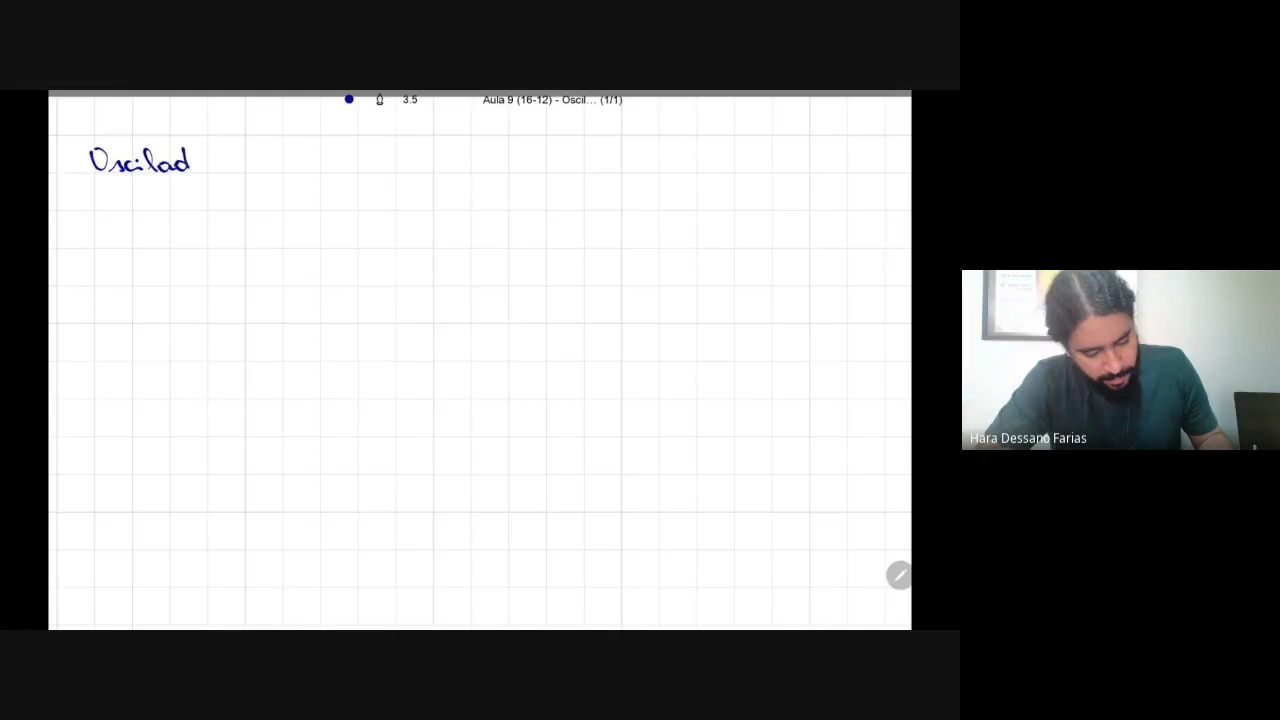 3.5 Aula 9 (16-12) - Oscil... (1/1)
Oscilad
Hara Dessano Farias